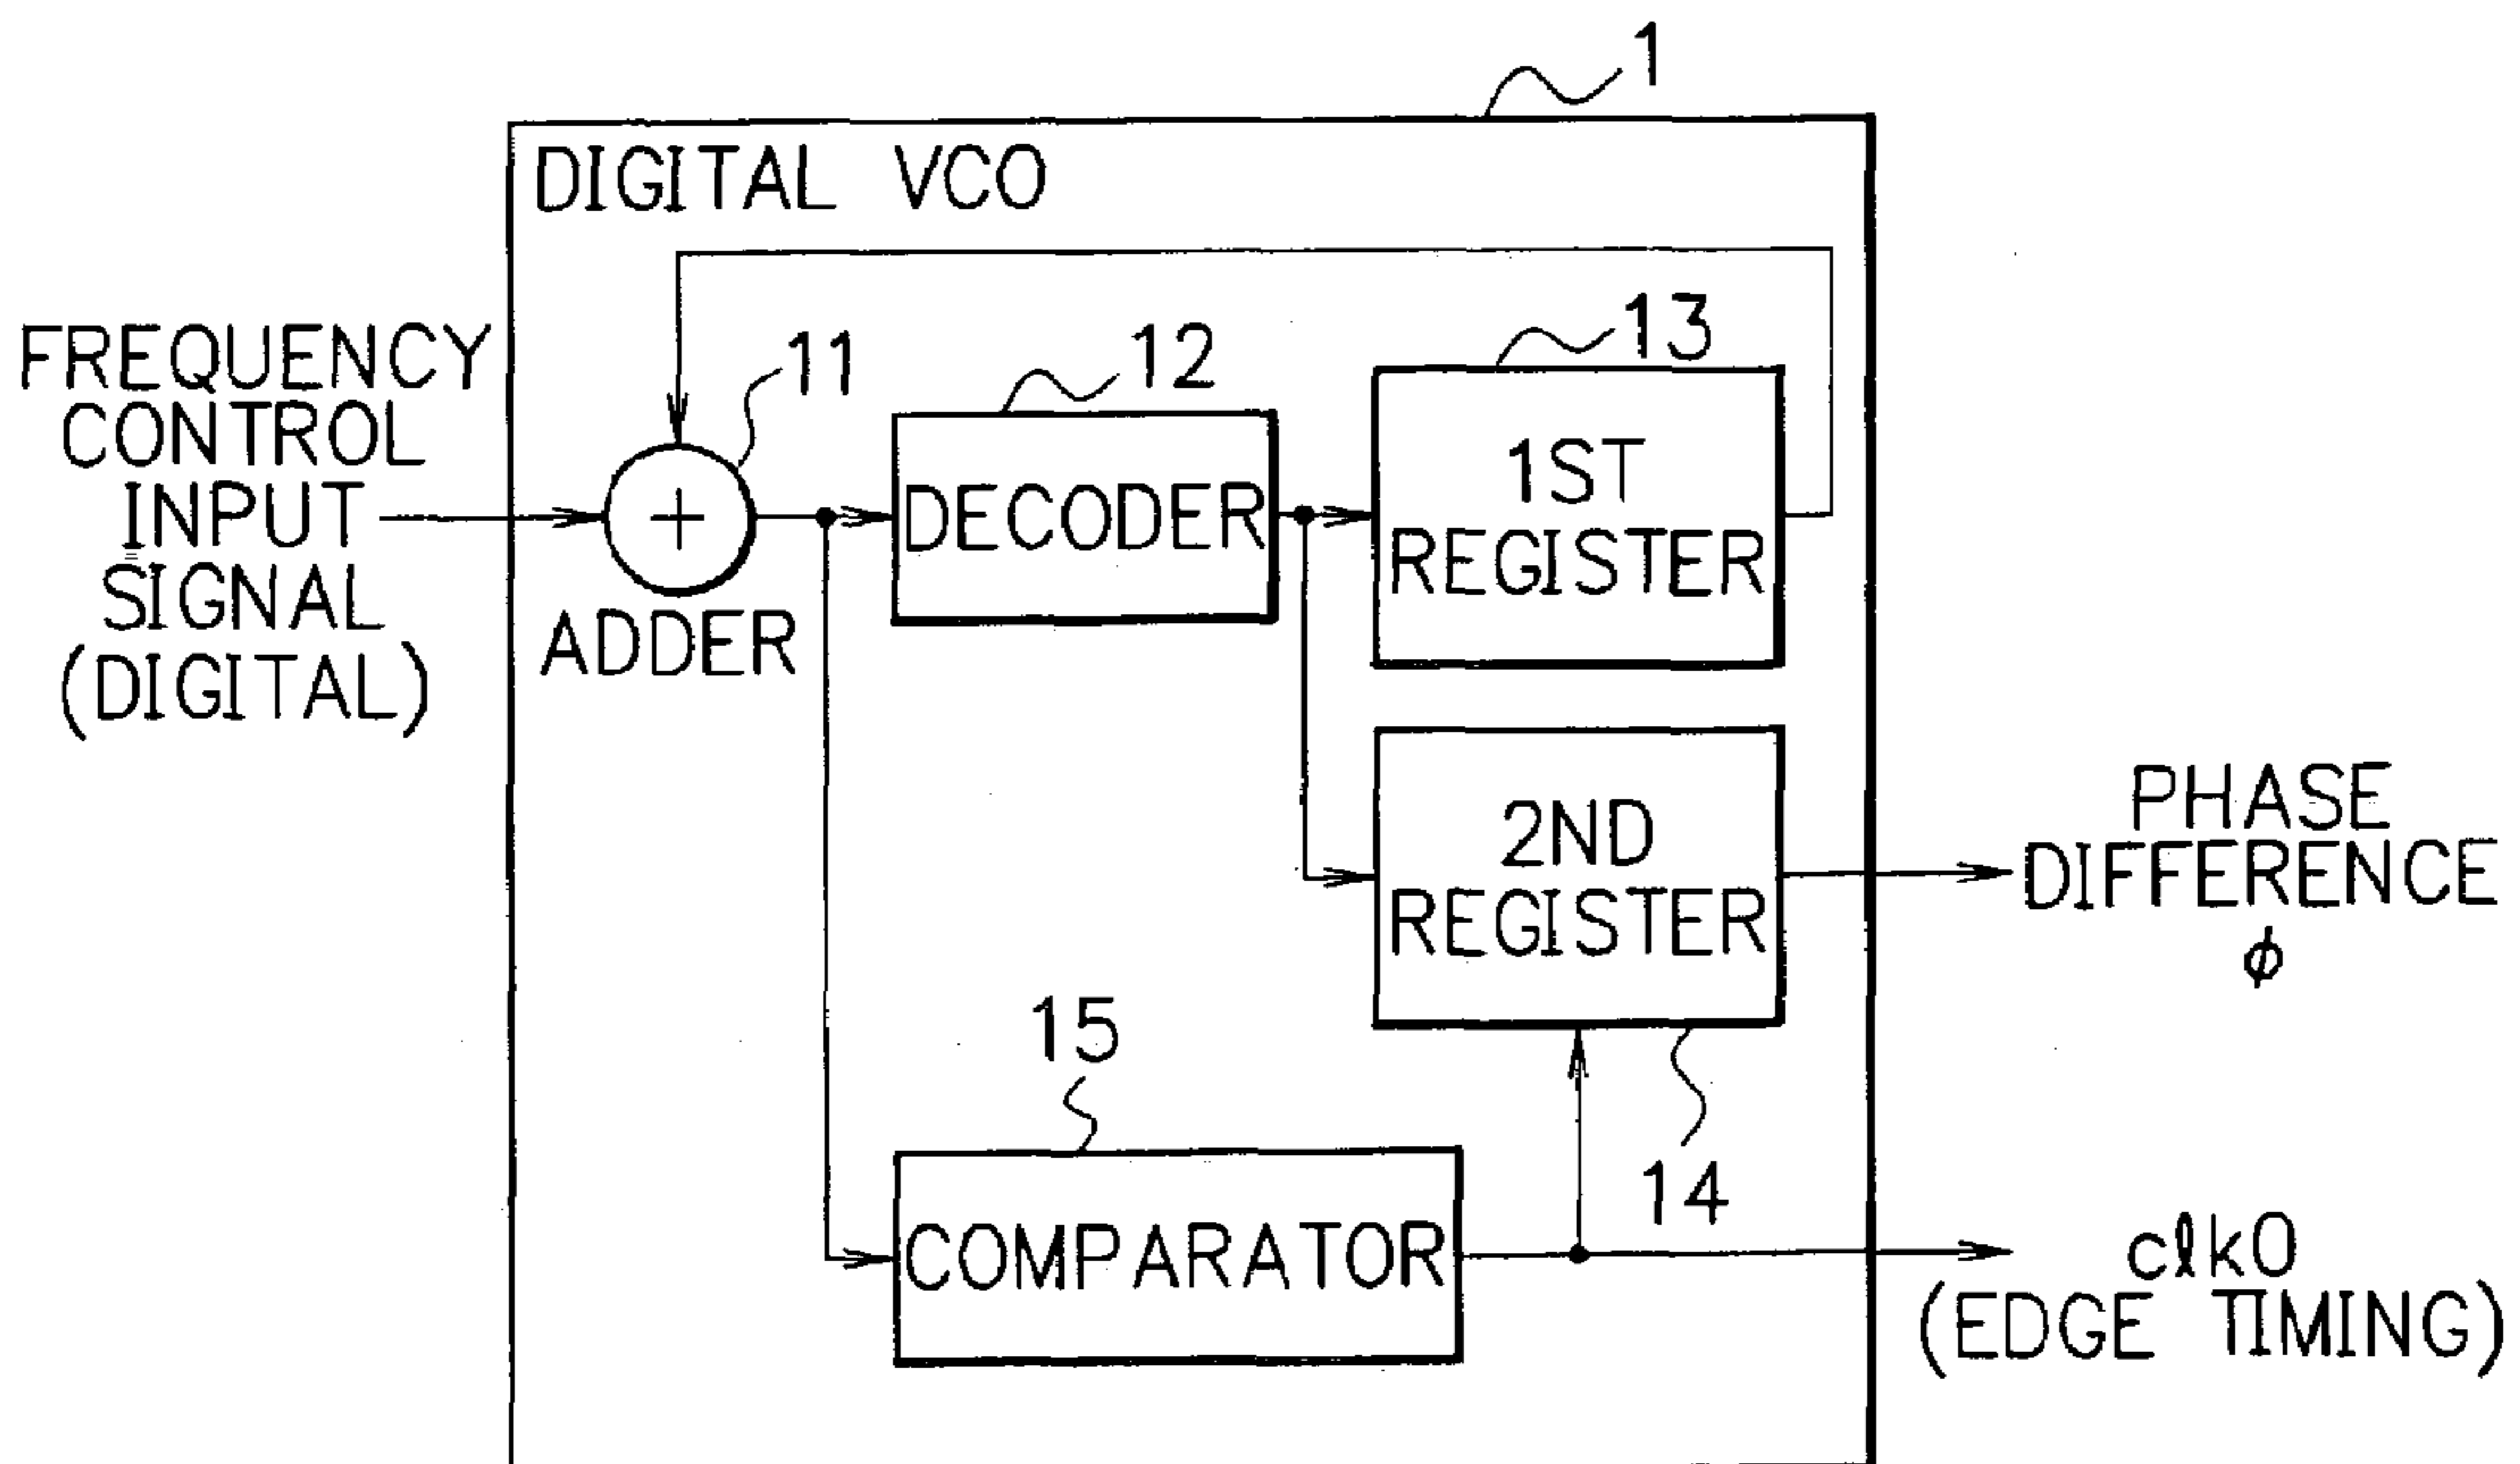 1
DIGITAL VCO
FREQUENCY
CONTROL
INPUT
SIGNAL
(DIGITAL)
11
+
ADDER
12
DECODER
13
1ST
REGISTER
2ND
REGISTER
14
15
COMPARATOR
PHASE
DIFFERENCE
ϕ
cℓk0
(EDGE TIMING)